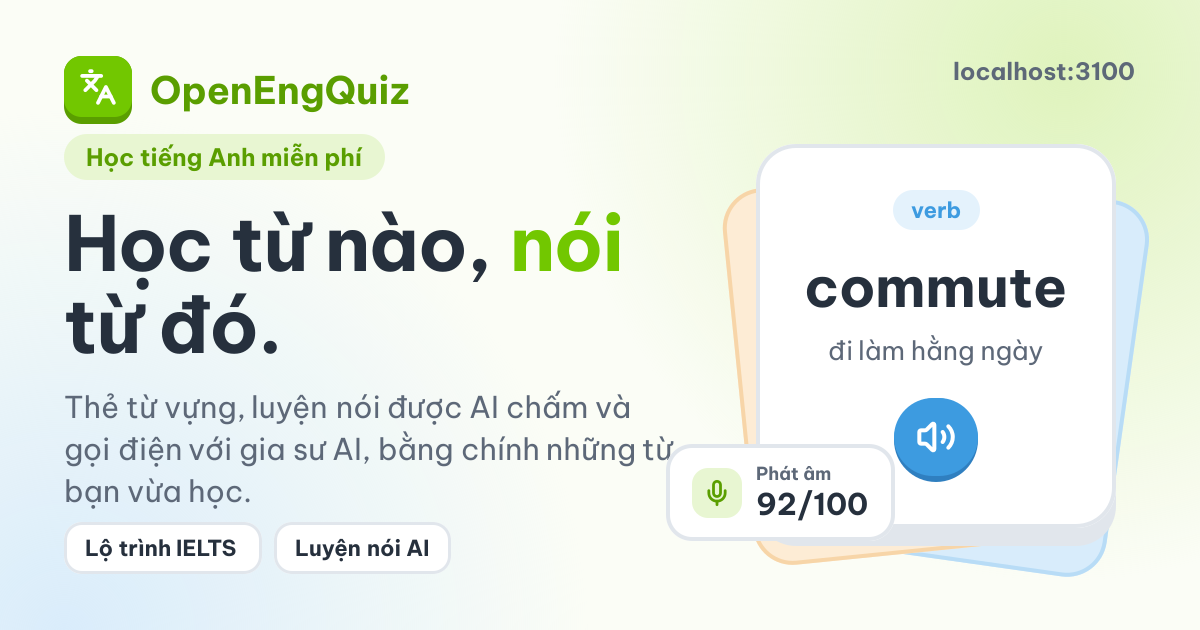 OpenEngQuiz
localhost:3100
Học tiếng Anh miễn phí
Học từ nào, nói
từ đó.
Thẻ từ vựng, luyện nói được AI chấm và
gọi điện với gia sư AI, bằng chính những từ
bạn vừa học.
Lộ trình IELTS
Luyện nói AI
verb
commute
đi làm hằng ngày
Phát âm
92/100